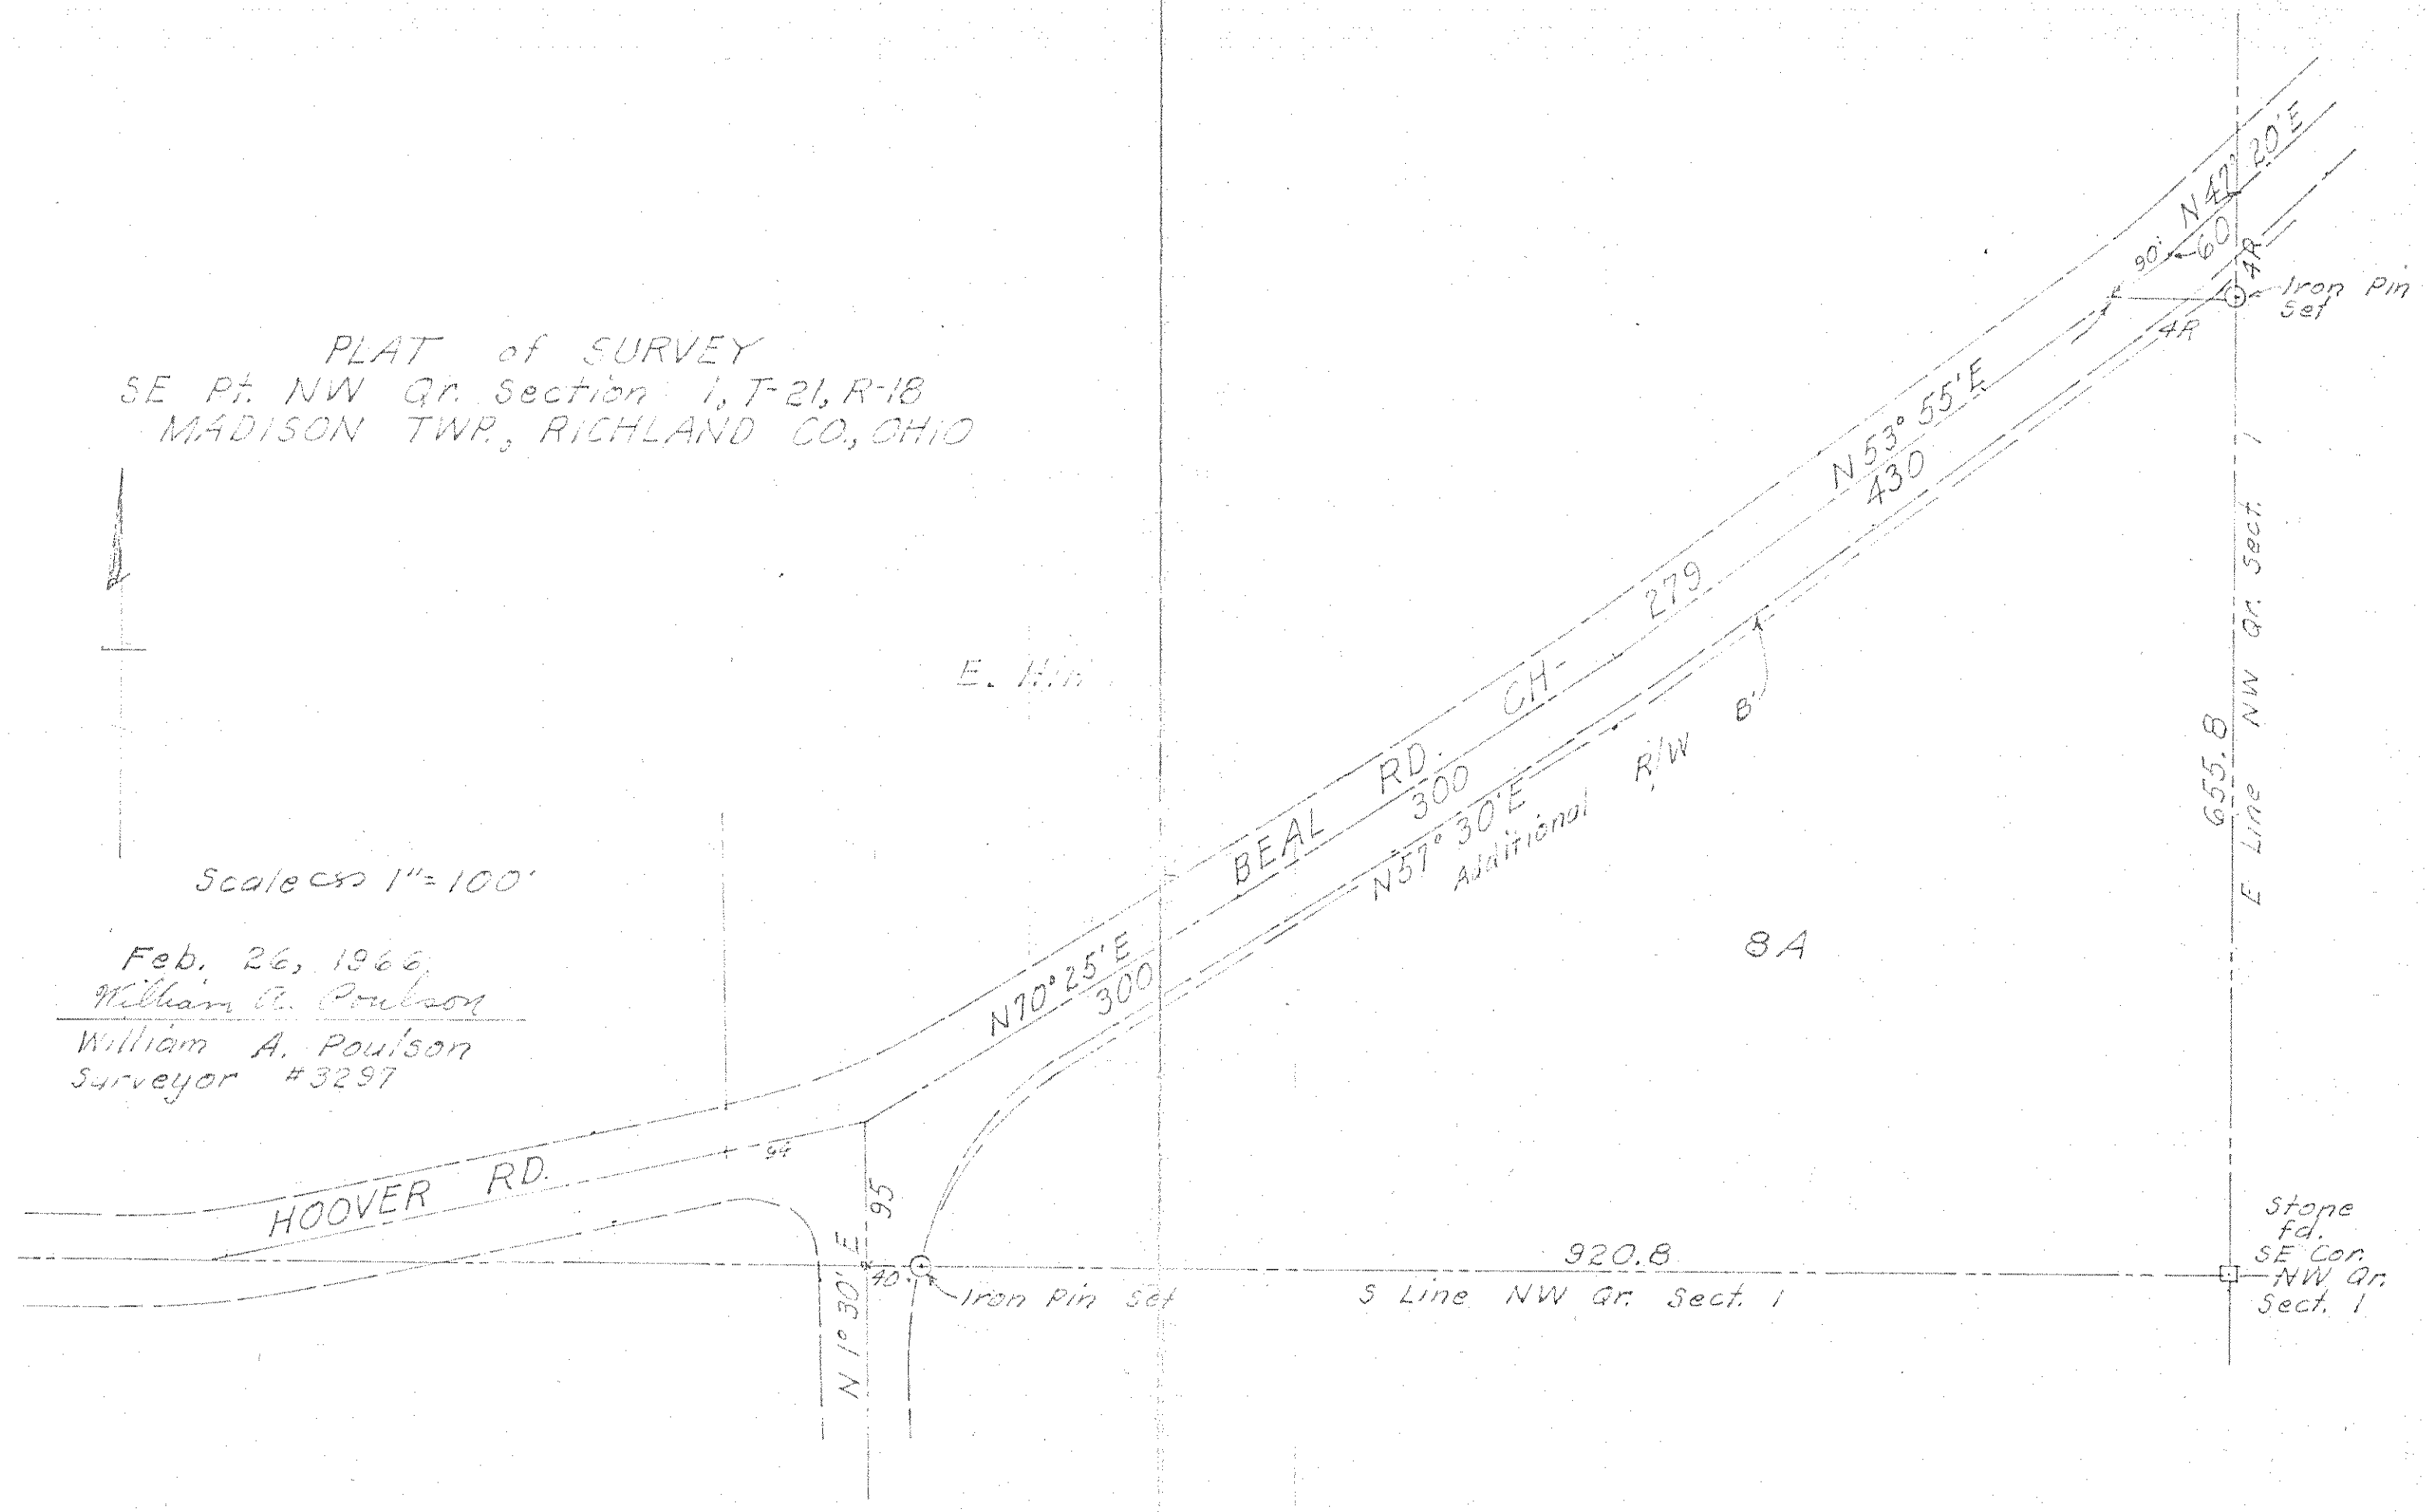 PLAT of SURVEY
SE Pt. NW Qr. Section 1, T-21, R-18
MADISON TWP., RICHLAND CO., OHIO
Scale 1"=100'
Feb. 26, 1966
William A. Poulson
William A. Poulson
Surveyor #3297
E.
HOOVER RD.
94
95
N 1° 30' E
40
Iron Pin Set
N70° 25'E
300
BEAL RD. CH- 279
300
N57° 30'E
Additional R/W 8'
N53° 55'E
430
90'
60
N42° 20'E
4R
4R
Iron Pin
Set
8A
655.8
E Line NW Qr. Sect. 1
920.8
S Line NW Qr. Sect. 1
Stone
fd.
SE Cor.
NW Qr.
Sect. 1